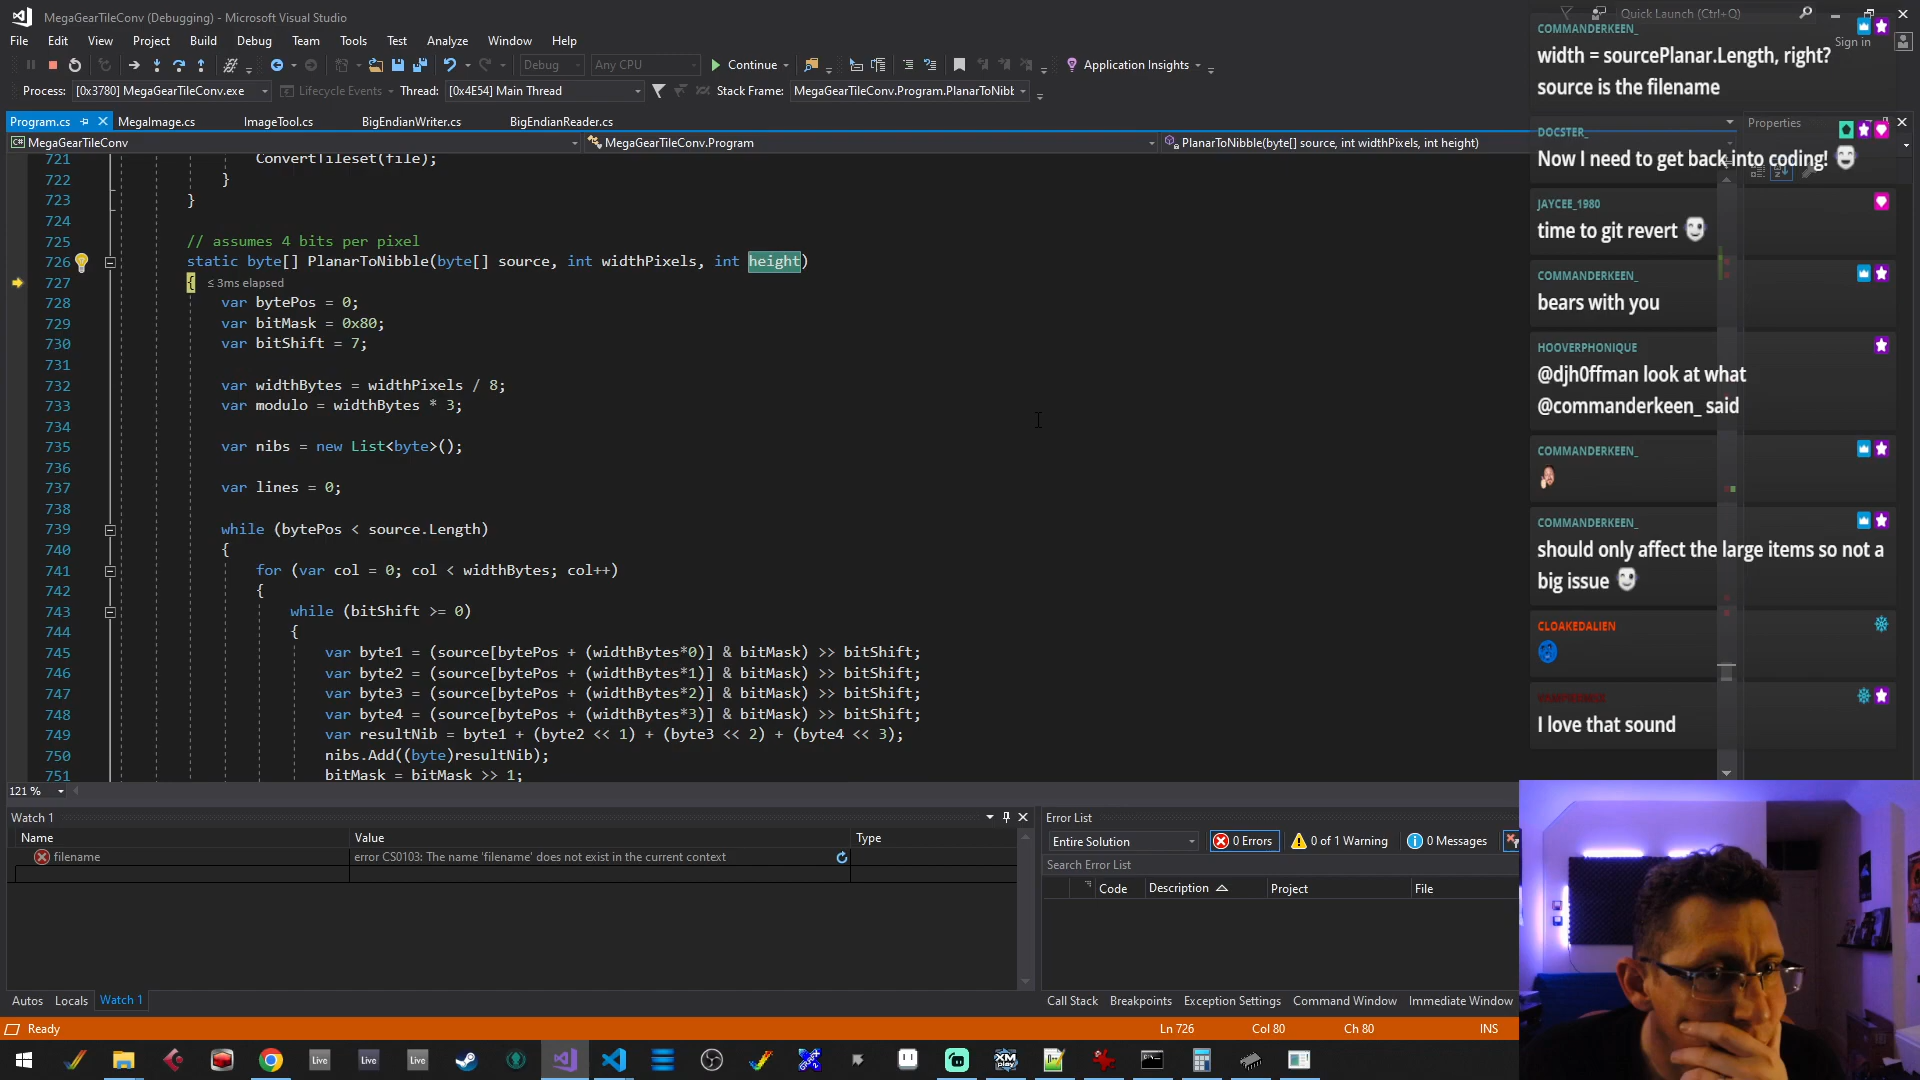 MegaGearTileConv (Debugging) - Microsoft Visual Studio
Quick Launch (Ctrl+Q)
File Edit View Project Build Debug Team Tools Test Analyze Window Help
Sign in
Debug Any CPU Continue Application Insights
Process: [0x3780] MegaGearTileConv.exe Lifecycle Events Thread: [0x4E54] Main Thread Stack Frame: MegaGearTileConv.Program.PlanarToNibb
Program.cs MegaImage.cs ImageTool.cs BigEndianWriter.cs BigEndianReader.cs
MegaGearTileConv MegaGearTileConv.Program PlanarToNibble(byte[] source, int widthPixels, int height)
721 ConvertTileset(file);
722 }
723 }
724
725 // assumes 4 bits per pixel
726 static byte[] PlanarToNibble(byte[] source, int widthPixels, int height)
727 { ≤ 3ms elapsed
728 var bytePos = 0;
729 var bitMask = 0x80;
730 var bitShift = 7;
731
732 var widthBytes = widthPixels / 8;
733 var modulo = widthBytes * 3;
734
735 var nibs = new List<byte>();
736
737 var lines = 0;
738
739 while (bytePos < source.Length)
740 {
741 for (var col = 0; col < widthBytes; col++)
742 {
743 while (bitShift >= 0)
744 {
745 var byte1 = (source[bytePos + (widthBytes*0)] & bitMask) >> bitShift;
746 var byte2 = (source[bytePos + (widthBytes*1)] & bitMask) >> bitShift;
747 var byte3 = (source[bytePos + (widthBytes*2)] & bitMask) >> bitShift;
748 var byte4 = (source[bytePos + (widthBytes*3)] & bitMask) >> bitShift;
749 var resultNib = byte1 + (byte2 << 1) + (byte3 << 2) + (byte4 << 3);
750 nibs.Add((byte)resultNib);
751 bitMask = bitMask >> 1;
121 %
Properties
COMMANDERKEEN_
width = sourcePlanar.Length, right?
source is the filename
DOCSTER_
Now I need to get back into coding!
JAYCEE_1980
time to git revert
COMMANDERKEEN_
bears with you
HOOVERPHONIQUE
@djh0ffman look at what
@commanderkeen_ said
COMMANDERKEEN_
COMMANDERKEEN_
should only affect the large items so not a
big issue
CLOAKEDALIEN
I love that sound
Watch 1
Name Value Type
filename error CS0103: The name 'filename' does not exist in the current context
Autos Locals Watch 1
Error List
Entire Solution 0 Errors 0 of 1 Warning 0 Messages
Search Error List
Code Description Project File
Call Stack Breakpoints Exception Settings Command Window Immediate Window
Ready Ln 726 Col 80 Ch 80 INS
Live Live Live
XM play